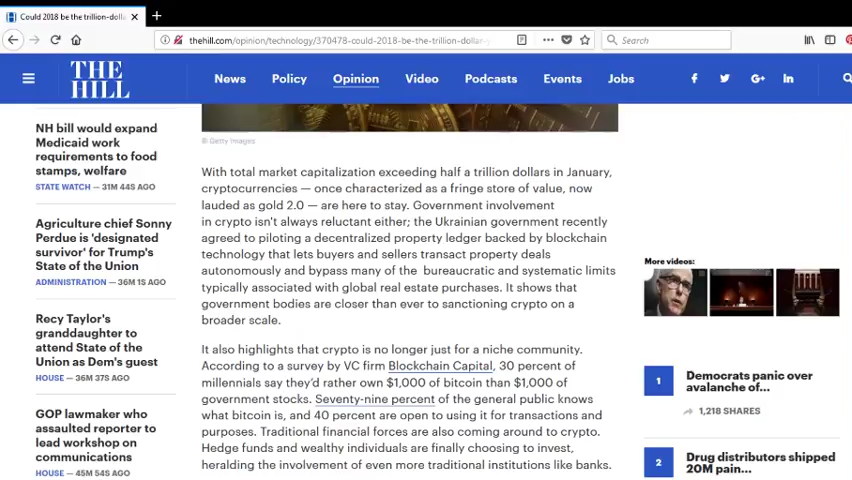 Could 2018 be the trillion-dolla
thehill.com/opinion/technology/370478-could-2018-be-the-trillion-dollar-y
Search
THE
HILL
News Policy Opinion Video Podcasts Events Jobs
NH bill would expand
Medicaid work
requirements to food
stamps, welfare
STATE WATCH — 31M 44S AGO
Agriculture chief Sonny
Perdue is 'designated
survivor' for Trump's
State of the Union
ADMINISTRATION — 36M 1S AGO
Recy Taylor's
granddaughter to
attend State of the
Union as Dem's guest
HOUSE — 36M 37S AGO
GOP lawmaker who
assaulted reporter to
lead workshop on
communications
HOUSE — 45M 54S AGO
© Getty Images
With total market capitalization exceeding half a trillion dollars in January,
cryptocurrencies — once characterized as a fringe store of value, now
lauded as gold 2.0 — are here to stay. Government involvement
in crypto isn't always reluctant either; the Ukrainian government recently
agreed to piloting a decentralized property ledger backed by blockchain
technology that lets buyers and sellers transact property deals
autonomously and bypass many of the bureaucratic and systematic limits
typically associated with global real estate purchases. It shows that
government bodies are closer than ever to sanctioning crypto on a
broader scale.
It also highlights that crypto is no longer just for a niche community.
According to a survey by VC firm Blockchain Capital, 30 percent of
millennials say they'd rather own $1,000 of bitcoin than $1,000 of
government stocks. Seventy-nine percent of the general public knows
what bitcoin is, and 40 percent are open to using it for transactions and
purposes. Traditional financial forces are also coming around to crypto.
Hedge funds and wealthy individuals are finally choosing to invest,
heralding the involvement of even more traditional institutions like banks.
More videos:
1
Democrats panic over
avalanche of...
1,218 SHARES
2
Drug distributors shipped
20M pain...